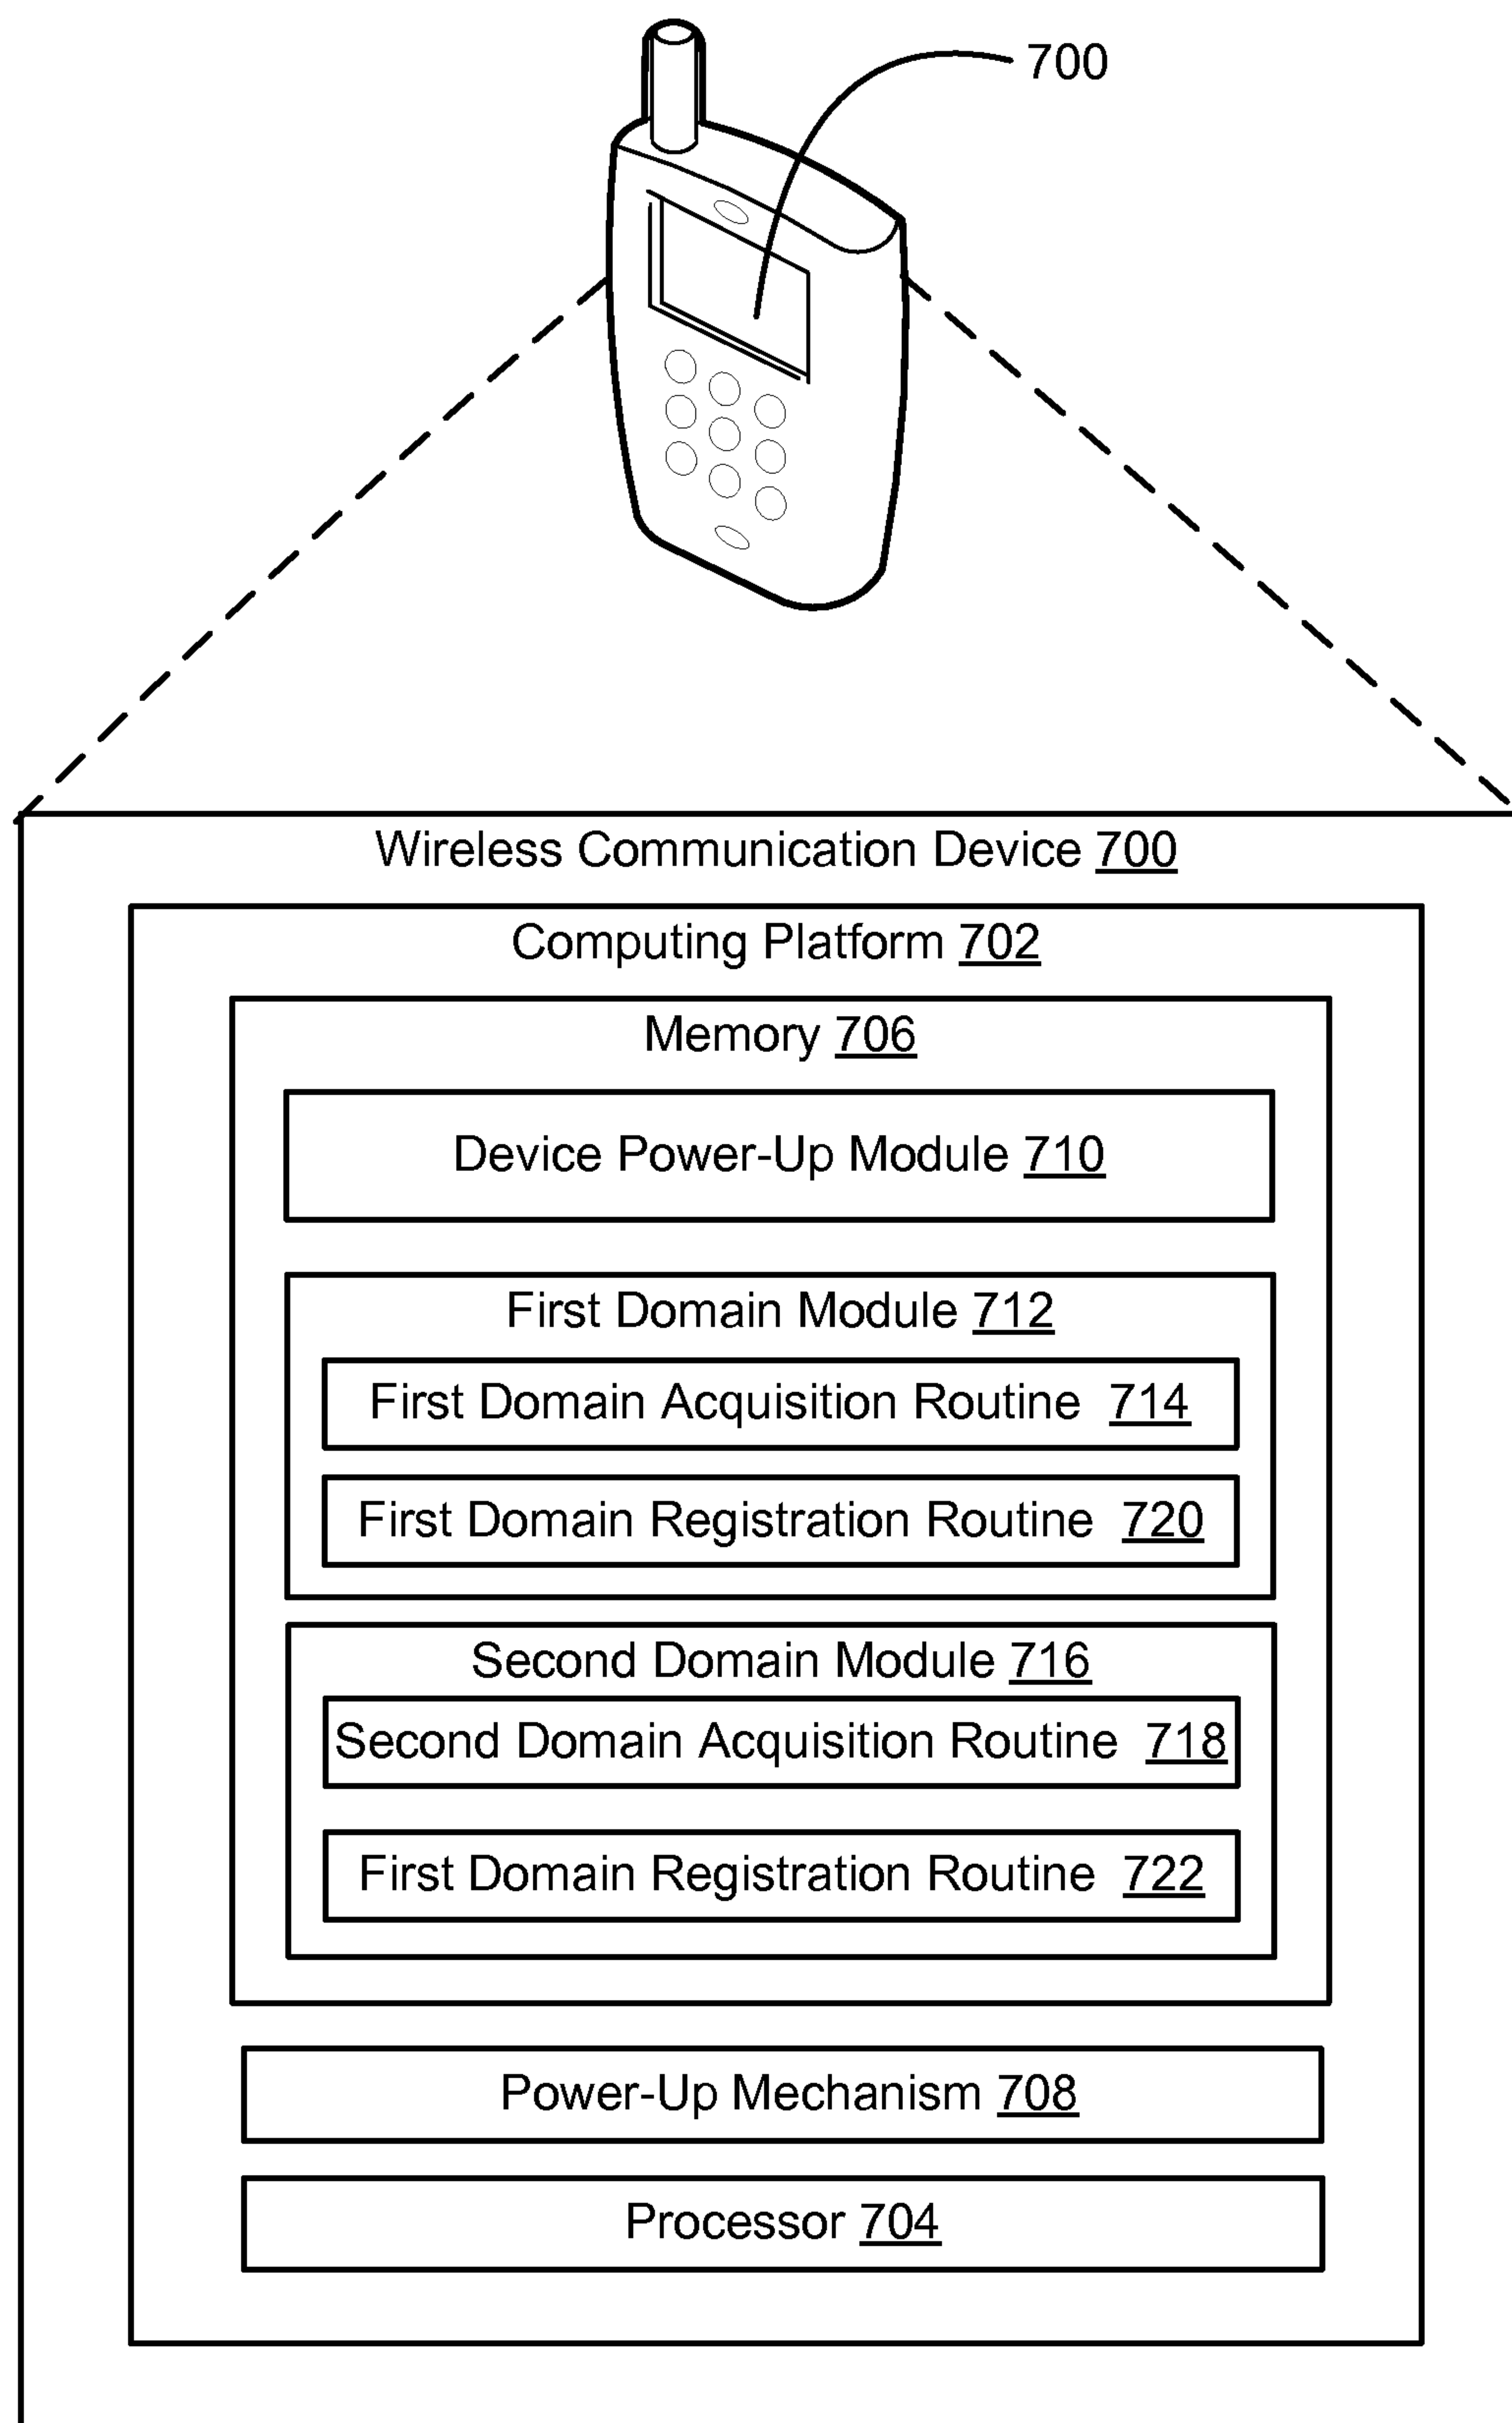 700
Wireless Communication Device 700
Computing Platform 702
Memory 706
Device Power-Up Module 710
First Domain Module 712
First Domain Acquisition Routine 714
First Domain Registration Routine 720
Second Domain Module 716
Second Domain Acquisition Routine 718
First Domain Registration Routine 722
Power-Up Mechanism 708
Processor 704